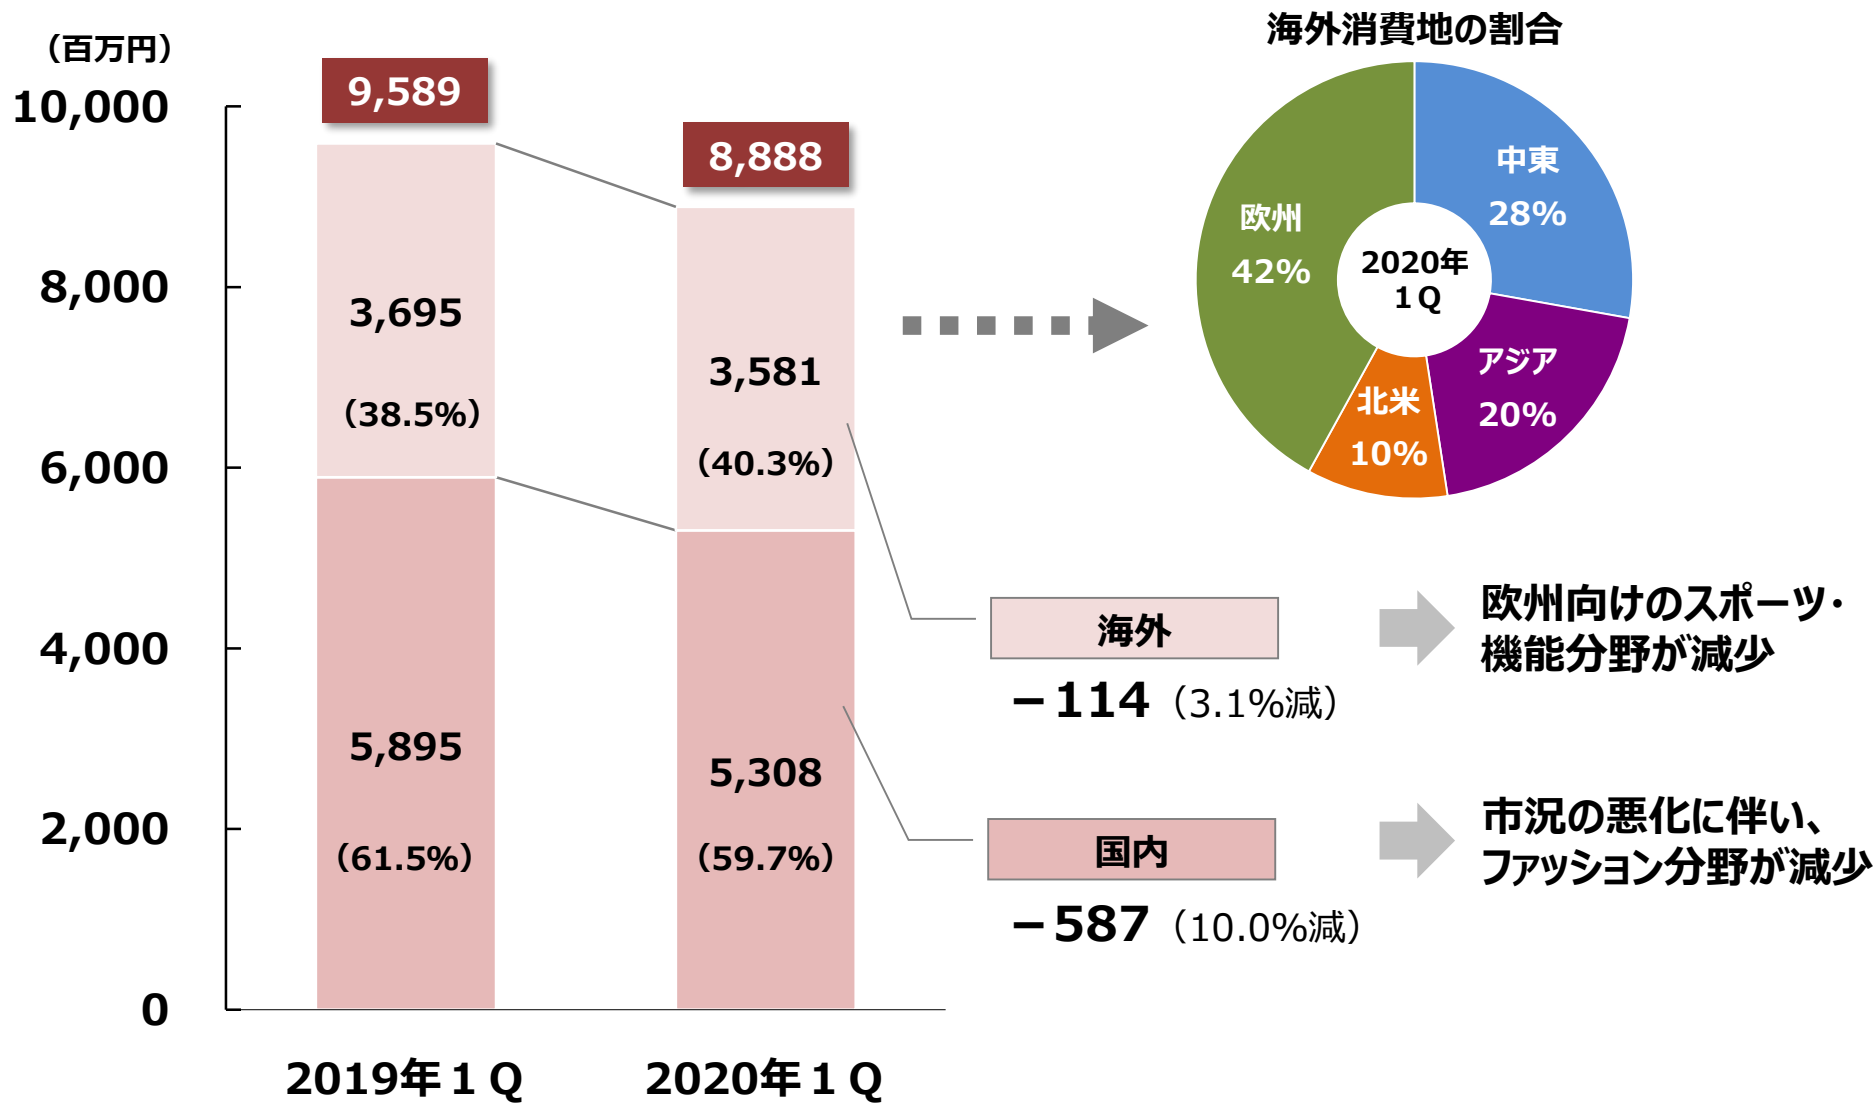 （百万円）
10,000
8,000
6,000
4,000
2,000
0
9,589
3,695
（38.5%）
5,895
（61.5%）
2019年１Q
8,888
3,581
（40.3%）
5,308
（59.7%）
2020年１Q
海外消費地の割合
中東
28%
アジア
20%
北米
10%
欧州
42%
2020年
１Q
海外
－114（3.1%減）
欧州向けのスポーツ・
機能分野が減少
国内
－587（10.0%減）
市況の悪化に伴い、
ファッション分野が減少